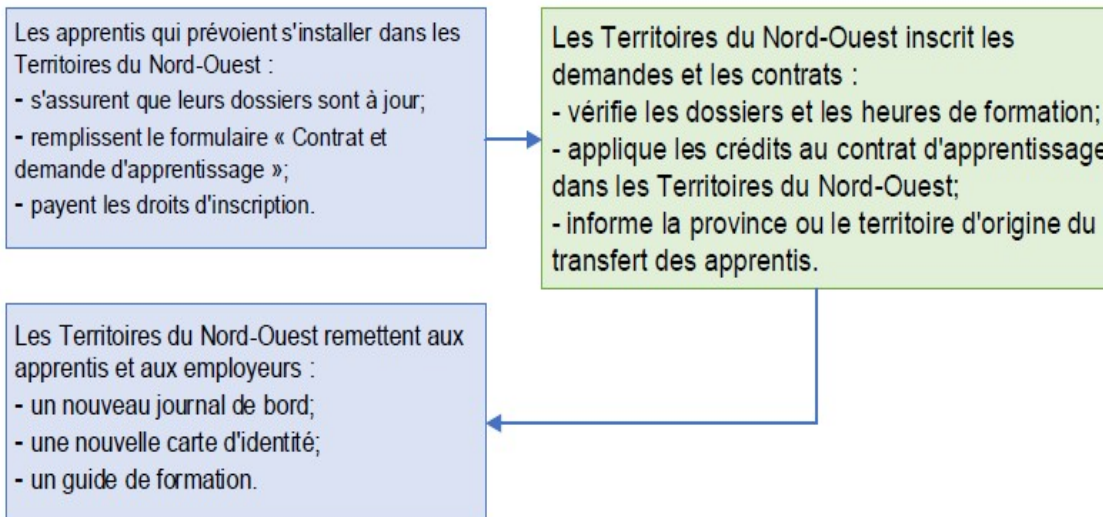 Les apprentis qui prévoient s'installer dans les
Territoires du Nord-Ouest :
- s'assurent que leurs dossiers sont à jour;
- remplissent le formulaire « Contrat et
demande d'apprentissage »;
- payent les droits d'inscription.
Les Territoires du Nord-Ouest inscrit les
demandes et les contrats :
- vérifie les dossiers et les heures de formation;
- applique les crédits au contrat d'apprentissage
dans les Territoires du Nord-Ouest;
- informe la province ou le territoire d'origine du
transfert des apprentis.
Les Territoires du Nord-Ouest remettent aux
apprentis et aux employeurs :
- un nouveau journal de bord;
- une nouvelle carte d'identité;
- un guide de formation.